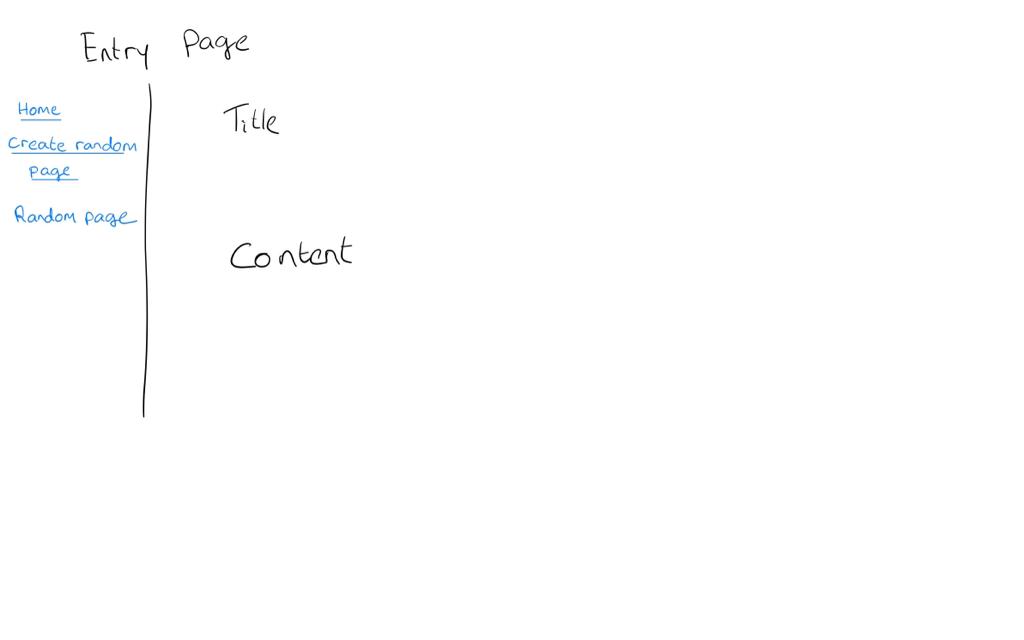 Entry Page
Home
Create random
page
Random page
Title
Content